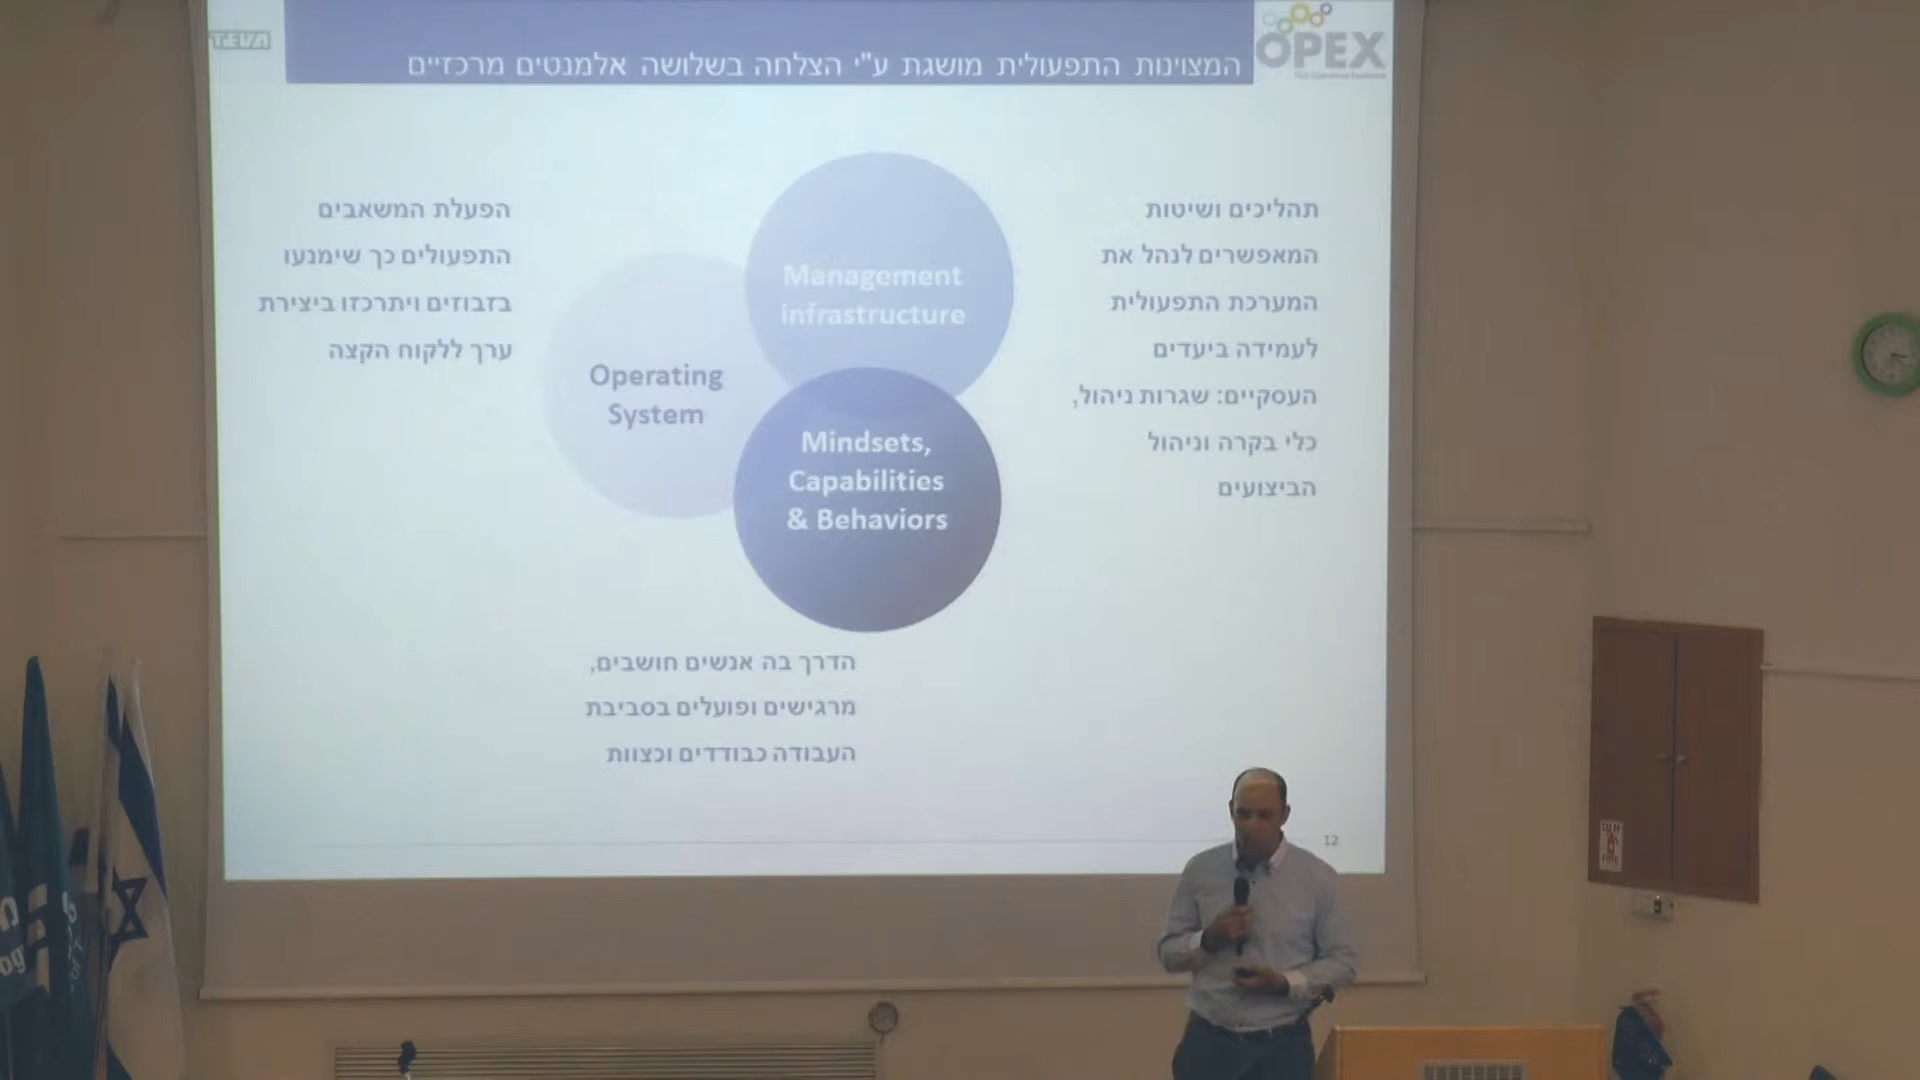 TEVA
OPEX
המצוינות התפעולית מושגת ע"י הצלחה בשלושה אלמנטים מרכזיים
תהליכים ושיטות
המאפשרים לנהל את
המערכת התפעולית
לעמידה ביעדים
העסקיים: שגרות ניהול,
כלי בקרה וניהול
הביצועים
Management
infrastructure
הפעלת המשאבים
התפעולים כך שימנעו
בזבוזים ויתרכזו ביצירת
ערך ללקוח הקצה
Operating
System
Mindsets,
Capabilities
& Behaviors
הדרך בה אנשים חושבים,
מרגישים ופועלים בסביבת
העבודה כבודדים וכצוות
12